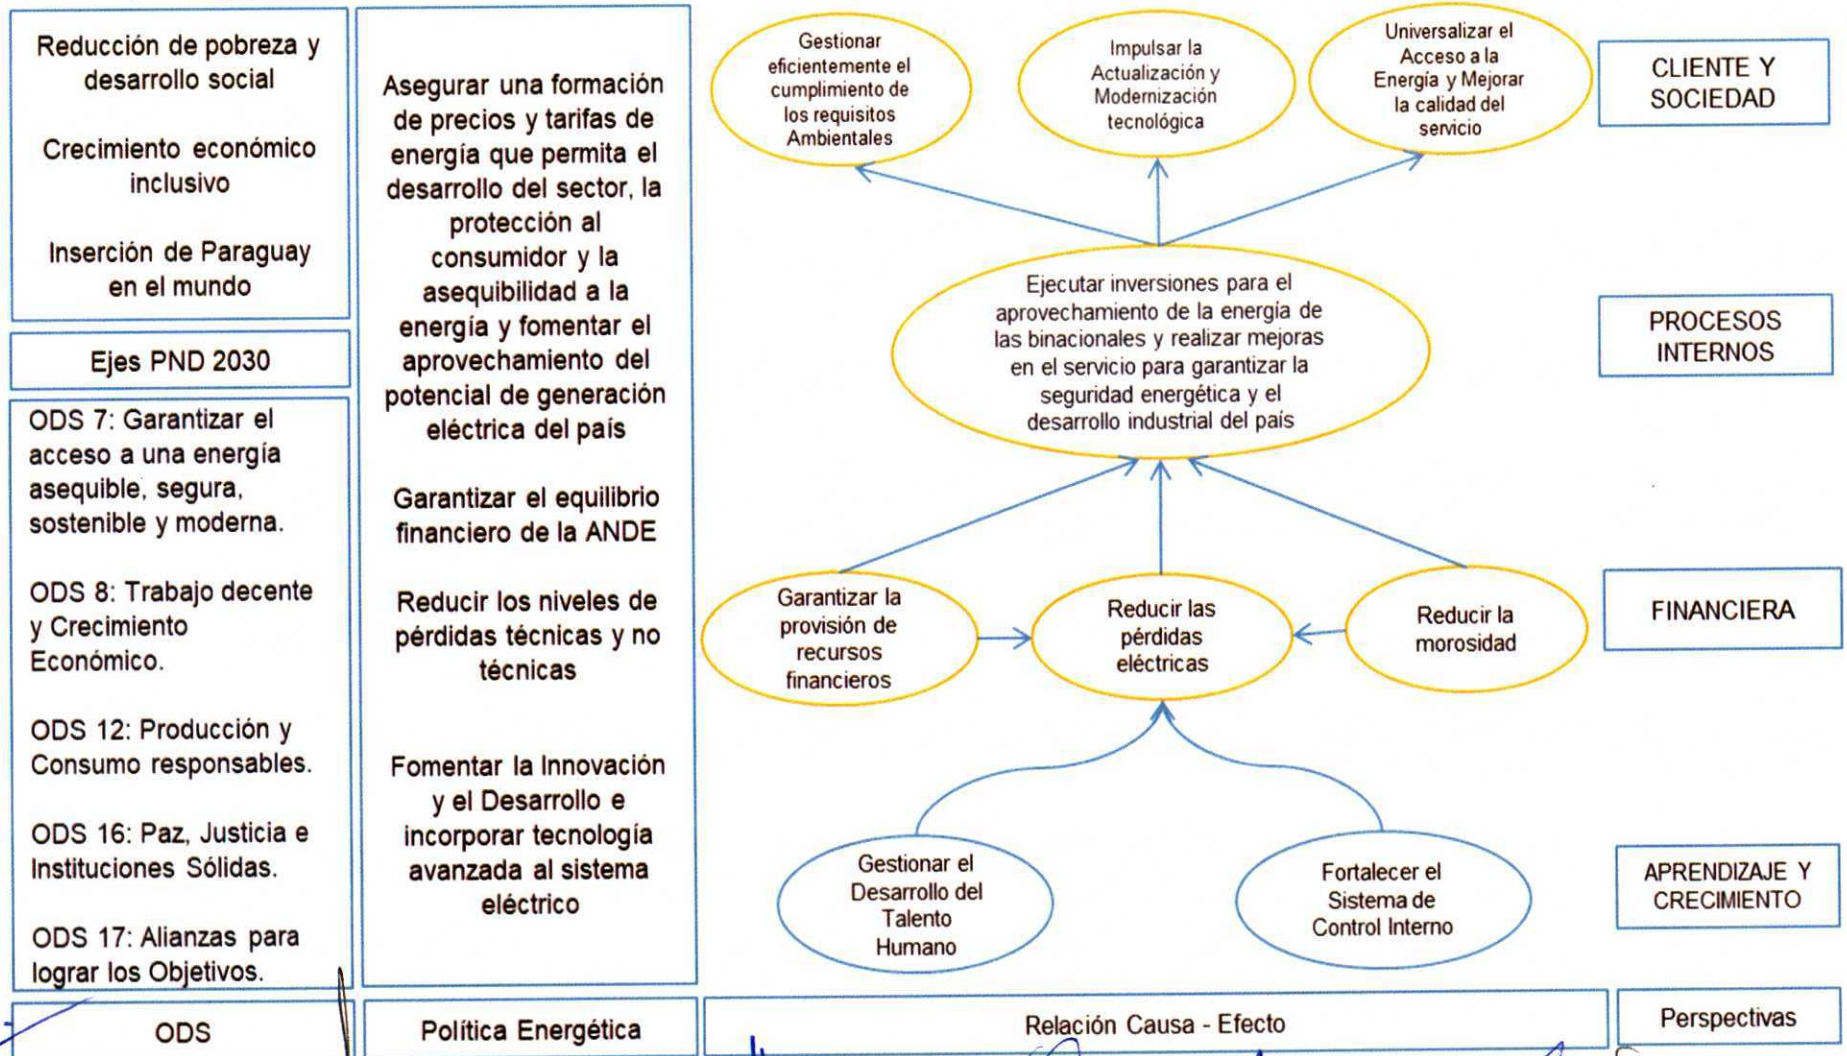 Reducción de pobreza y
desarrollo social
Crecimiento económico
inclusivo
Inserción de Paraguay
en el mundo
Ejes PND 2030
ODS 7: Garantizar el
acceso a una energía
asequible, segura,
sostenible y moderna.
ODS 8: Trabajo decente
y Crecimiento
Económico.
ODS 12: Producción y
Consumo responsables.
ODS 16: Paz, Justicia e
Instituciones Sólidas.
ODS 17: Alianzas para
lograr los Objetivos.
ODS
Asegurar una formación
de precios y tarifas de
energía que permita el
desarrollo del sector, la
protección al
consumidor y la
asequibilidad a la
energía y fomentar el
aprovechamiento del
potencial de generación
eléctrica del país
Garantizar el equilibrio
financiero de la ANDE
Reducir los niveles de
pérdidas técnicas y no
técnicas
Fomentar la Innovación
y el Desarrollo e
incorporar tecnología
avanzada al sistema
eléctrico
Política Energética
Gestionar
eficientemente el
cumplimiento de
los requisitos
Ambientales
Impulsar la
Actualización y
Modernización
tecnológica
Universalizar el
Acceso a la
Energía y Mejorar
la calidad del
servicio
CLIENTE Y
SOCIEDAD
Ejecutar inversiones para el
aprovechamiento de la energía de
las binacionales y realizar mejoras
en el servicio para garantizar la
seguridad energética y el
desarrollo industrial del país
PROCESOS
INTERNOS
Garantizar la
provisión de
recursos
financieros
Reducir las
pérdidas
eléctricas
Reducir la
morosidad
FINANCIERA
Gestionar el
Desarrollo del
Talento
Humano
Fortalecer el
Sistema de
Control Interno
APRENDIZAJE Y
CRECIMIENTO
Relación Causa - Efecto
Perspectivas